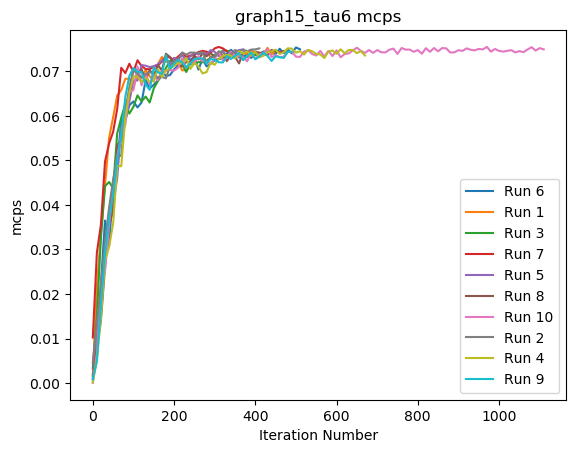 graph15_tau6 mcps
mcps
0.07
0.06
0.05
0.04
0.03
0.02
0.01
0.00
0
200
400
600
800
1000
Iteration Number
Run 6
Run 1
Run 3
Run 7
Run 5
Run 8
Run 10
Run 2
Run 4
Run 9